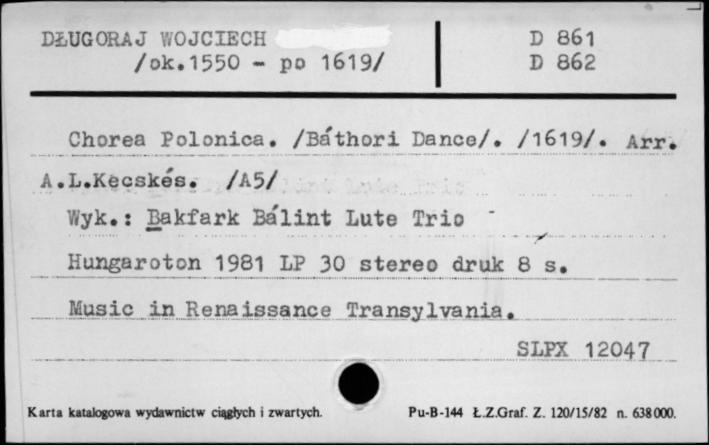 DŁUGORAJ WOJCIECH D 861
/ok.1550 - po 1619/ D 862
Chorea Polonica. /Báthori Dance/. /1619/. Arr.
A.L.Kecskés. /A5/
Wyk.: Bakfark Bálint Lute Trio
Hungaroton 1981 LP 30 stereo druk 8 s.
Music in Renaissance Transylvania.
SLPX 12047
Karta katalogowa wydawnictw ciągłych i zwartych. Pu-B-144 Ł.Z.Graf. Z. 120/15/82 n. 638000.